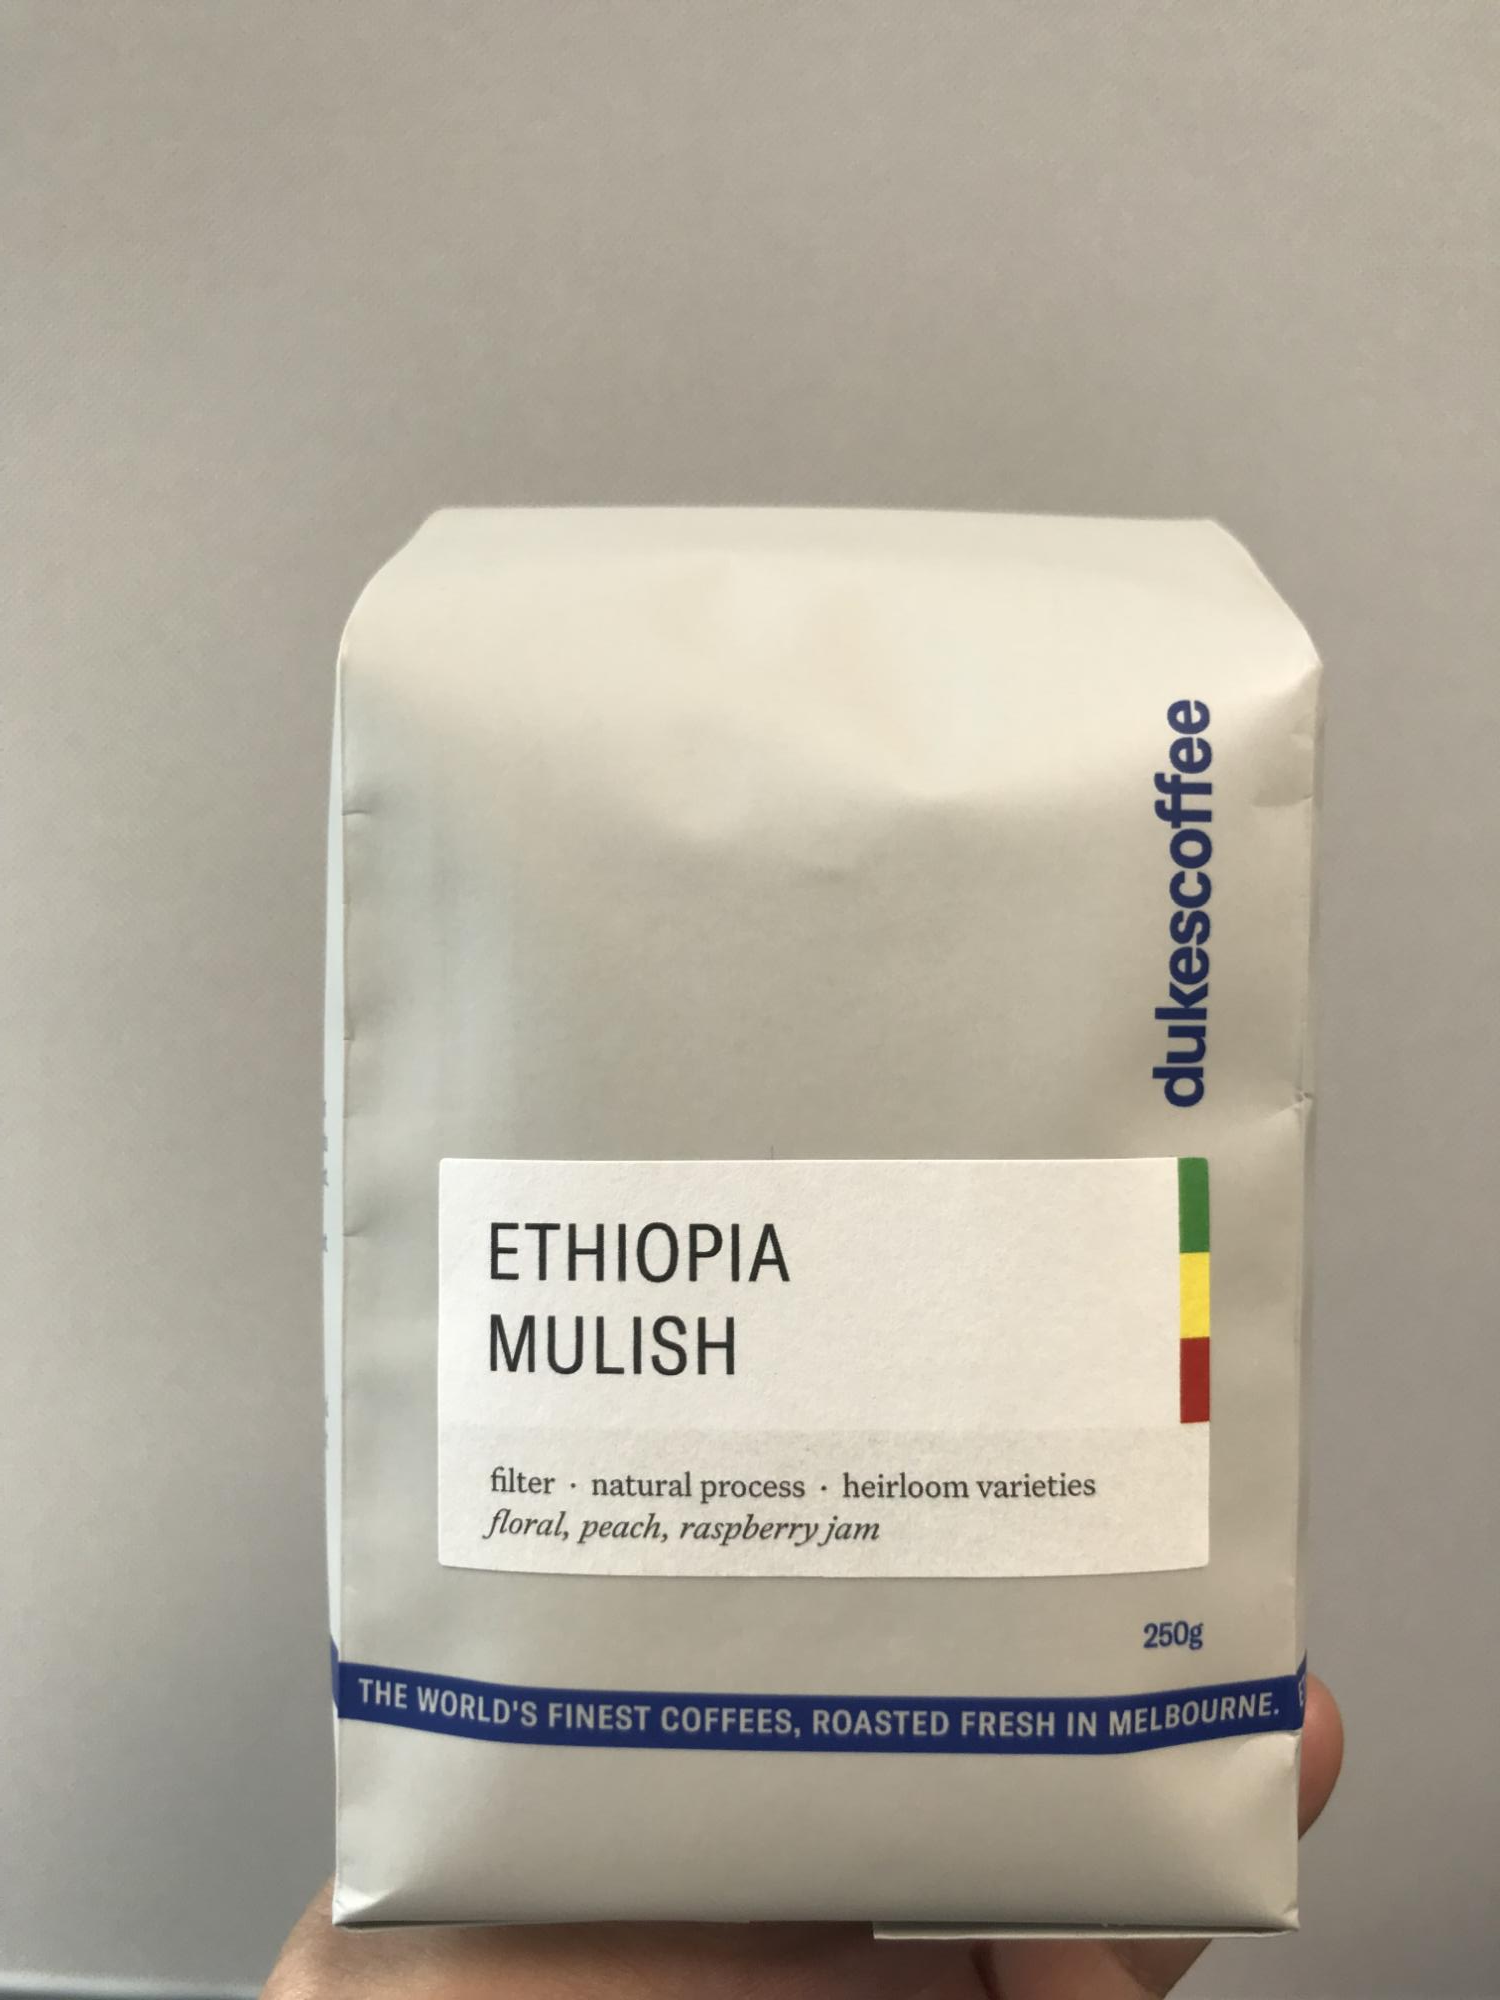 dukescoffee
ETHIOPIA
MULISH
filter · natural process · heirloom varieties
floral, peach, raspberry jam
250g
THE WORLD'S FINEST COFFEES, ROASTED FRESH IN MELBOURNE.